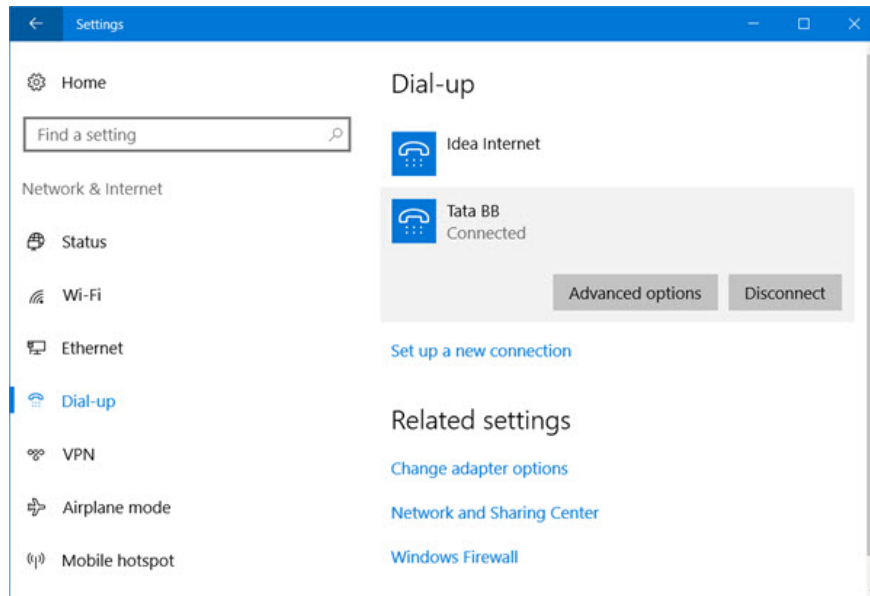 Settings
Home
Find a setting
Network & Internet
Status
Wi-Fi
Ethernet
Dial-up
VPN
Airplane mode
Mobile hotspot
Dial-up
Idea Internet
Tata BB
Connected
Advanced options
Disconnect
Set up a new connection
Related settings
Change adapter options
Network and Sharing Center
Windows Firewall